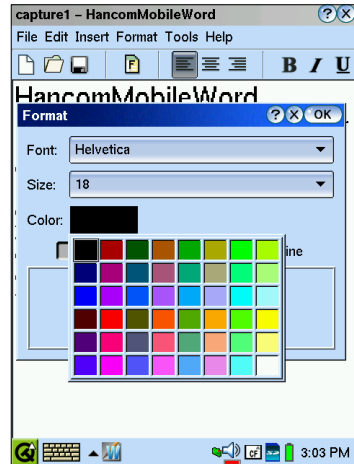 capture1 – HancomMobileWord
File Edit Insert Format Tools Help
F
B I U
HancomMobileWord
Format ? X OK
Font: Helvetica
Size: 18
Color:
ine
CF
3:03 PM